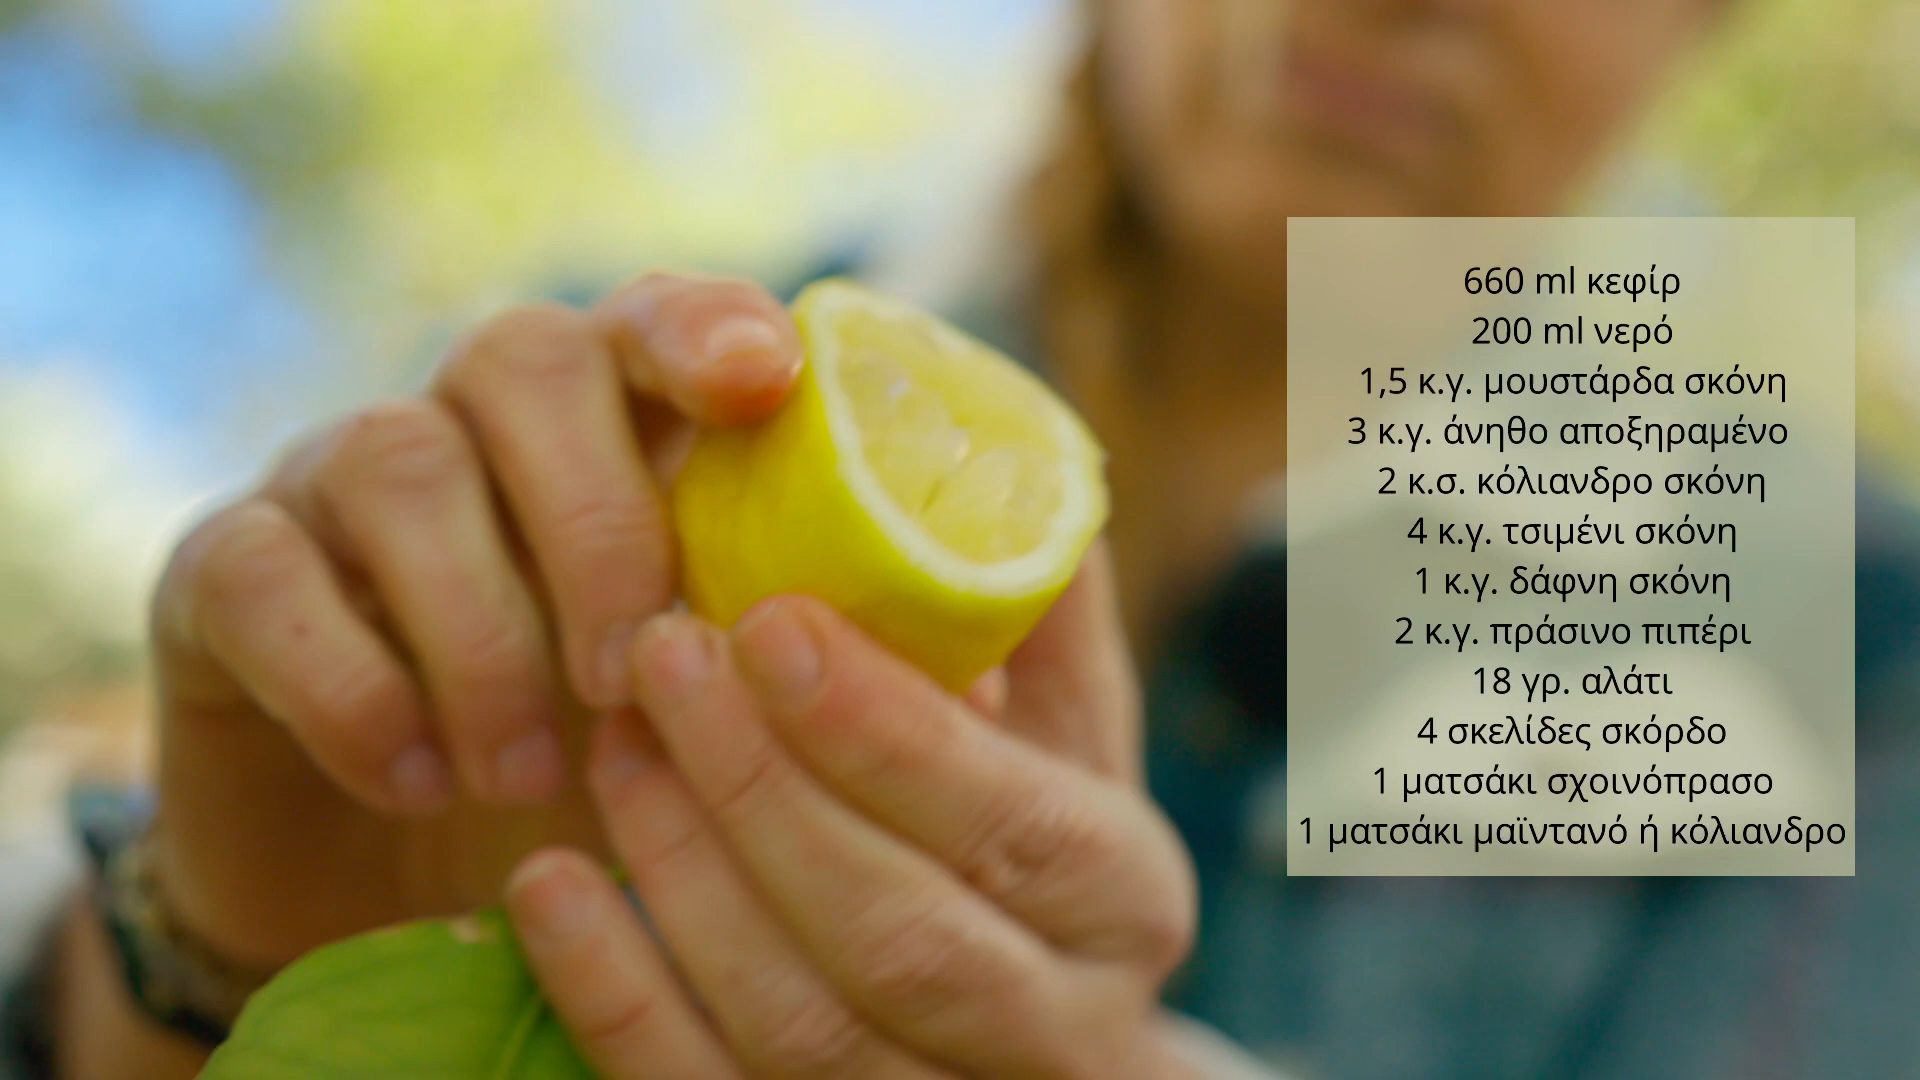 660 ml κεφίρ
200 ml νερό
1,5 κ.γ. μουστάρδα σκόνη
3 κ.γ. άνηθο αποξηραμένο
2 κ.σ. κόλιανδρο σκόνη
4 κ.γ. τσιμένι σκόνη
1 κ.γ. δάφνη σκόνη
2 κ.γ. πράσινο πιπέρι
18 γρ. αλάτι
4 σκελίδες σκόρδο
1 ματσάκι σχοινόπρασο
1 ματσάκι μαϊντανό ή κόλιανδρο